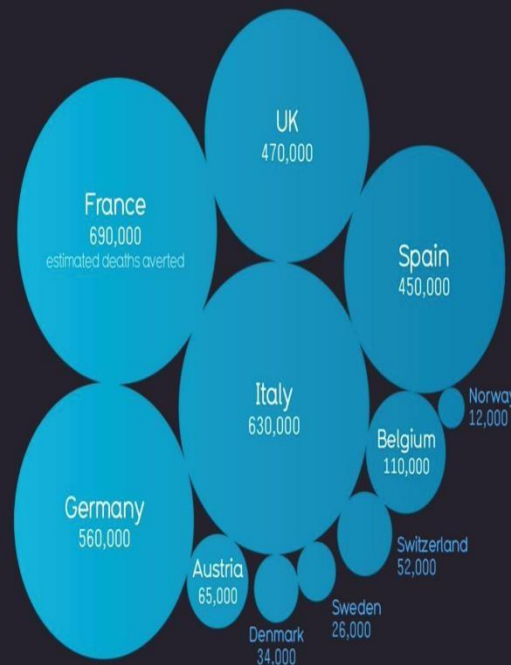 UK
470,000
France
690,000
estimated deaths averted
Spain
450,000
Italy
630,000
Norway
12,000
Belgium
110,000
Germany
560,000
Switzerland
52,000
Austria
65,000
Sweden
26,000
Denmark
34,000